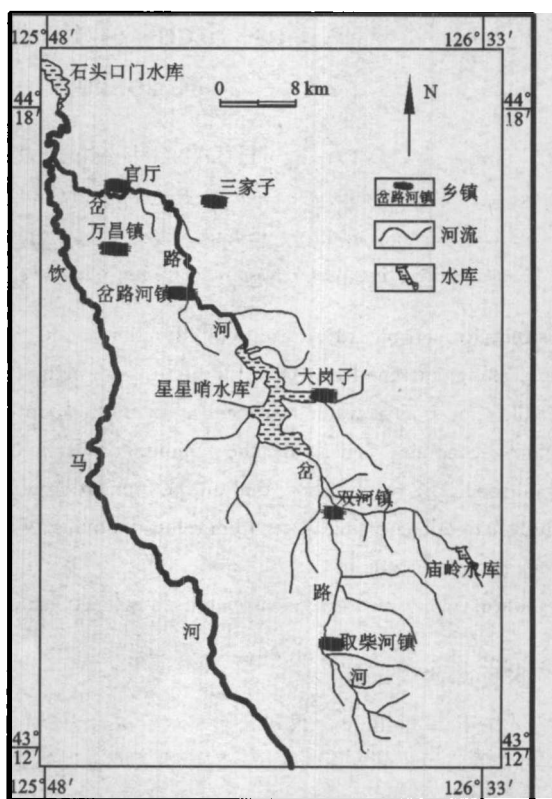 125°48′
126°33′
石头口门水库
0 8 km
N
44°
18′
44°
18′
官厅
三家子
岔
岔路河镇 乡镇
万昌镇
饮
路
河流
水库
岔路河镇
河
大岗子
星星哨水库
马
岔
双河镇
庙岭水库
路
河
取柴河镇
河
43°
12′
43°
12′
125°48′
126°33′